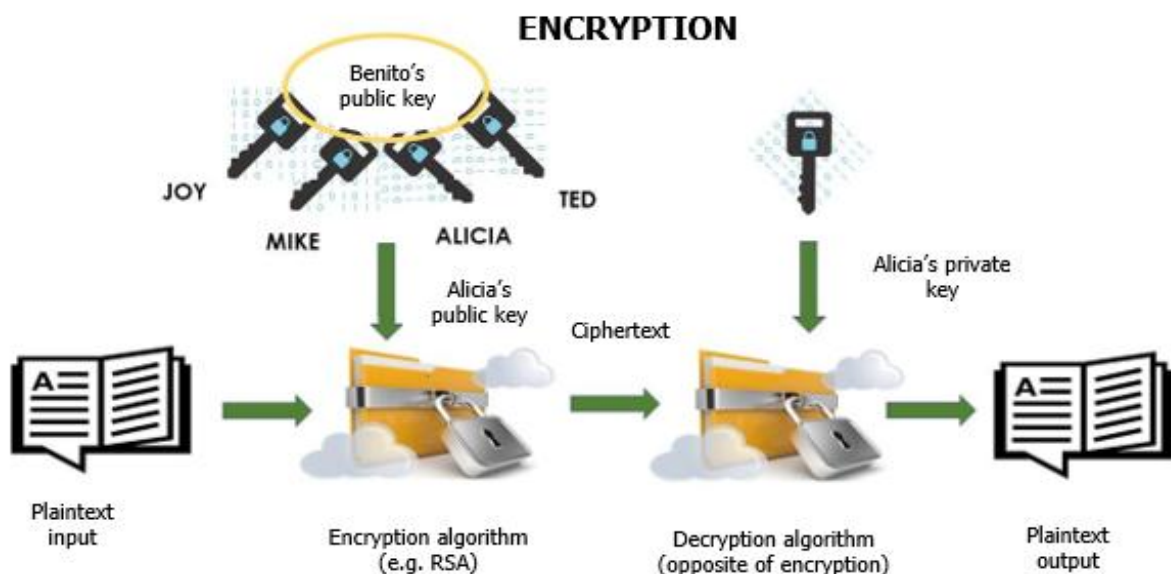 ENCRYPTION
Benito's
public key
JOY
MIKE
ALICIA
TED
Alicia's
public key
Ciphertext
Alicia's private
key
A
A
Plaintext
input
Encryption algorithm
(e.g. RSA)
Decryption algorithm
(opposite of encryption)
Plaintext
output